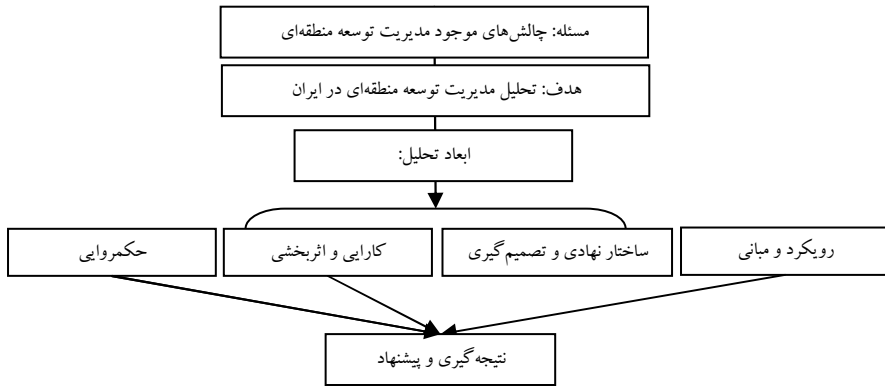 مسئله: چالش‌های موجود مدیریت توسعه منطقه‌ای
هدف: تحلیل مدیریت توسعه منطقه‌ای در ایران
ابعاد تحلیل:
رویکرد و مبانی
ساختار نهادی و تصمیم‌گیری
کارایی و اثربخشی
حکمروایی
نتیجه‌گیری و پیشنهاد